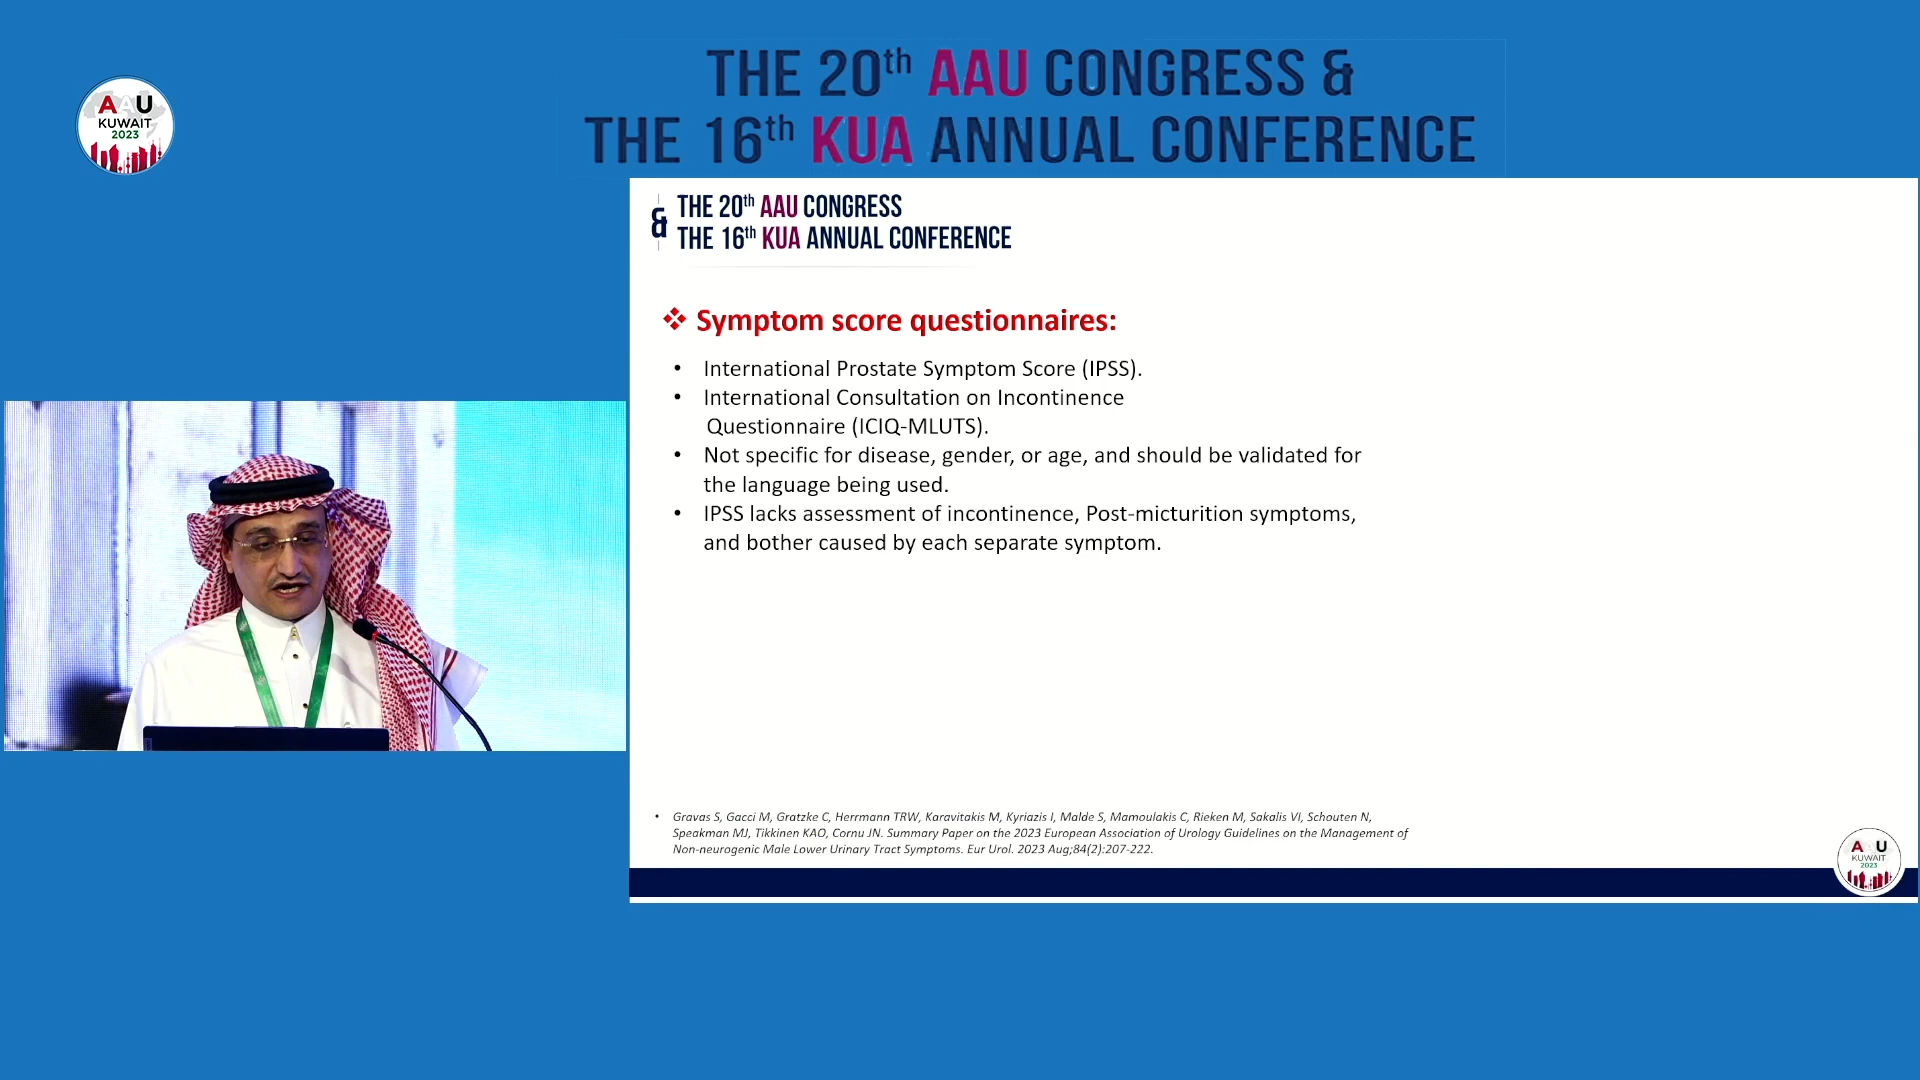 THE 20th AAU CONGRESS &
THE 16th KUA ANNUAL CONFERENCE
AAU
KUWAIT
2023
& THE 20th AAU CONGRESS
THE 16th KUA ANNUAL CONFERENCE
❖ Symptom score questionnaires:
• International Prostate Symptom Score (IPSS).
• International Consultation on Incontinence
Questionnaire (ICIQ-MLUTS).
• Not specific for disease, gender, or age, and should be validated for
the language being used.
• IPSS lacks assessment of incontinence, Post-micturition symptoms,
and bother caused by each separate symptom.
• Gravas S, Gacci M, Gratzke C, Herrmann TRW, Karavitakis M, Kyriazis I, Malde S, Mamoulakis C, Rieken M, Sakalis VI, Schouten N,
Speakman MJ, Tikkinen KAO, Cornu JN. Summary Paper on the 2023 European Association of Urology Guidelines on the Management of
Non-neurogenic Male Lower Urinary Tract Symptoms. Eur Urol. 2023 Aug;84(2):207-222.
AAU
KUWAIT
2023